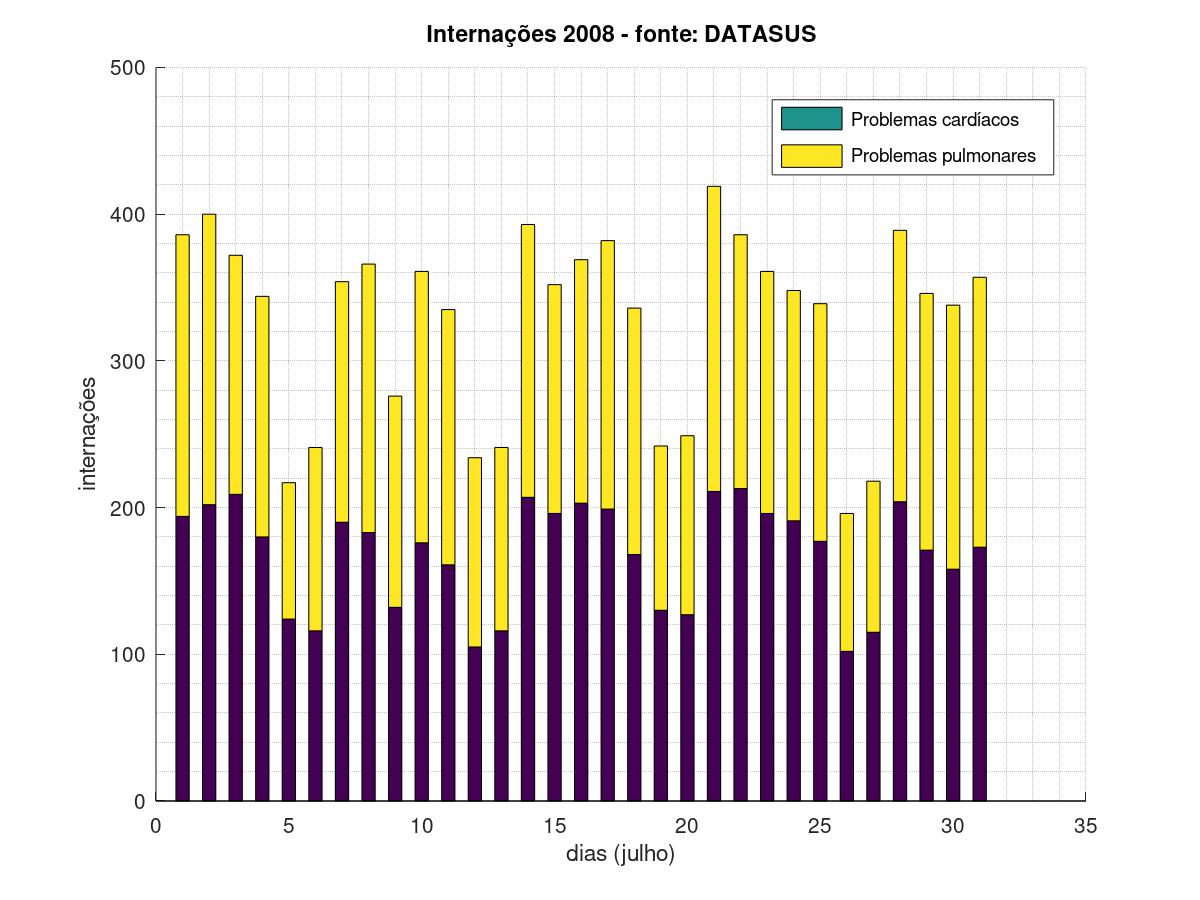 Internações 2008 - fonte: DATASUS
500
400
300
200
100
0
internações
Problemas cardíacos
Problemas pulmonares
0 5 10 15 20 25 30 35
dias (julho)